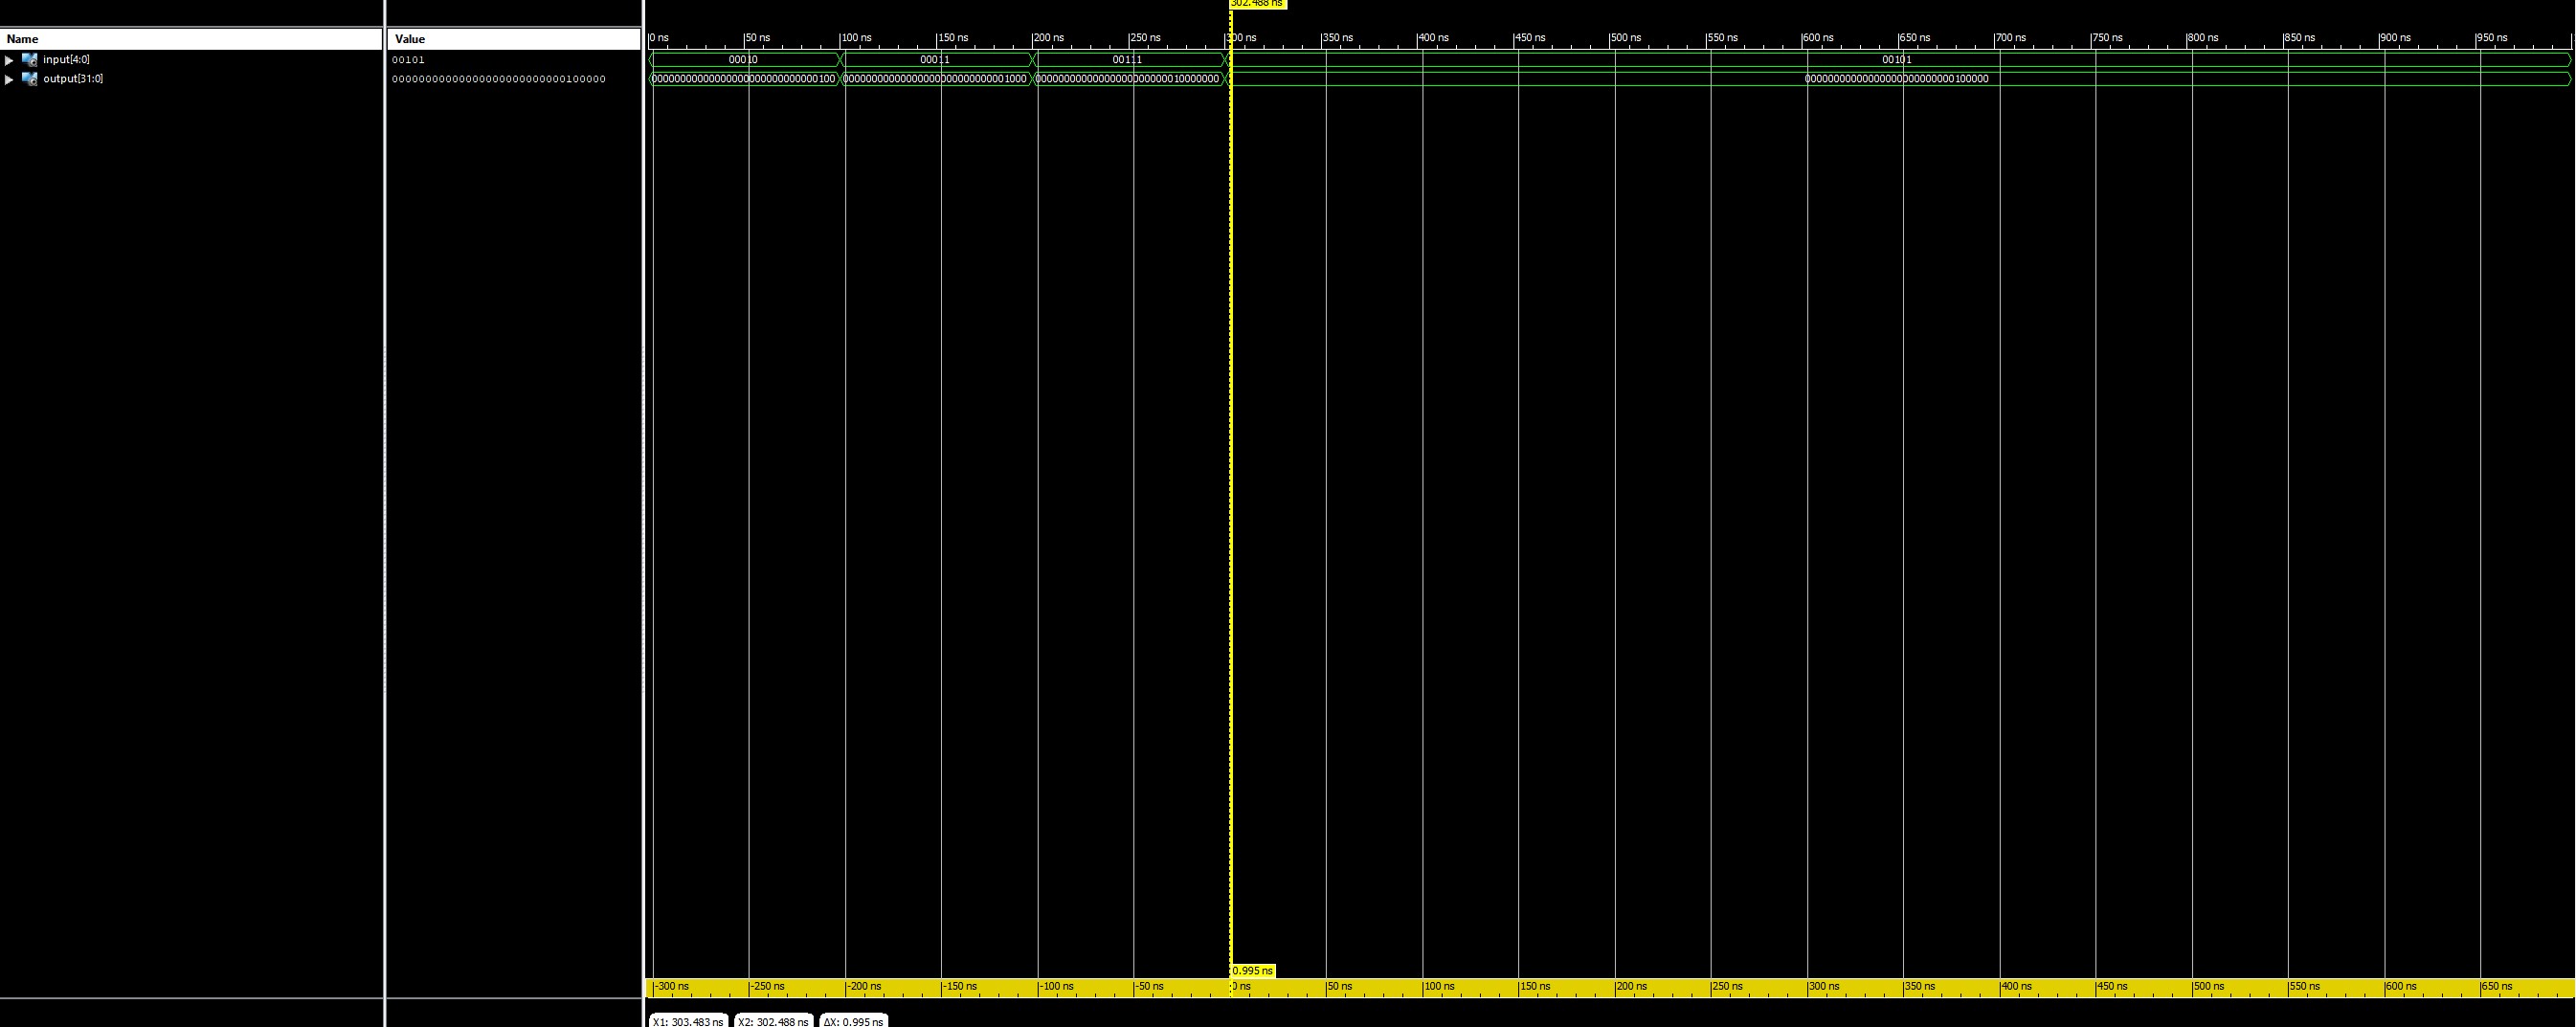 302.488 ns
Name Value 0 ns 50 ns 100 ns 150 ns 200 ns 250 ns 300 ns 350 ns 400 ns 450 ns 500 ns 550 ns 600 ns 650 ns 700 ns 750 ns 800 ns 850 ns 900 ns 950 ns
input[4:0] 00101 00010 00011 00111 00101
output[31:0] 00000000000000000000000000100000 00000000000000000000000000000100 00000000000000000000000000001000 00000000000000000000000010000000 00000000000000000000000000100000
0.995 ns
-300 ns -250 ns -200 ns -150 ns -100 ns -50 ns 0 ns 50 ns 100 ns 150 ns 200 ns 250 ns 300 ns 350 ns 400 ns 450 ns 500 ns 550 ns 600 ns 650 ns
X1: 303.483 ns X2: 302.488 ns ΔX: 0.995 ns